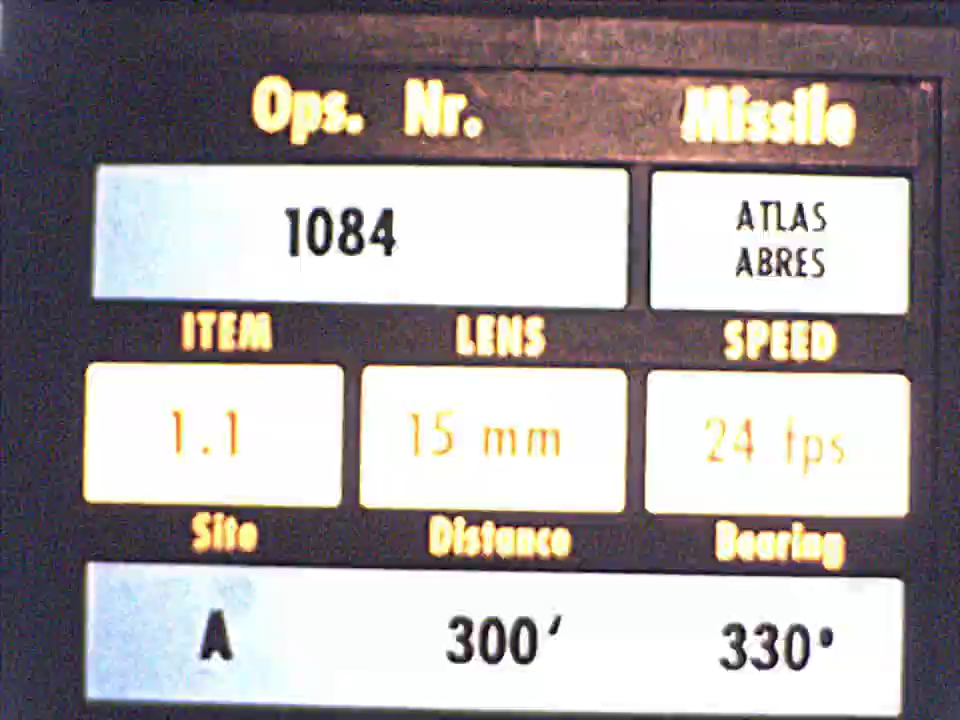 Ops. Nr. Missile
1084 ATLAS
ABRES
ITEM LENS SPEED
1.1 15 mm 24 fps
Site Distance Bearing
A 300' 330°